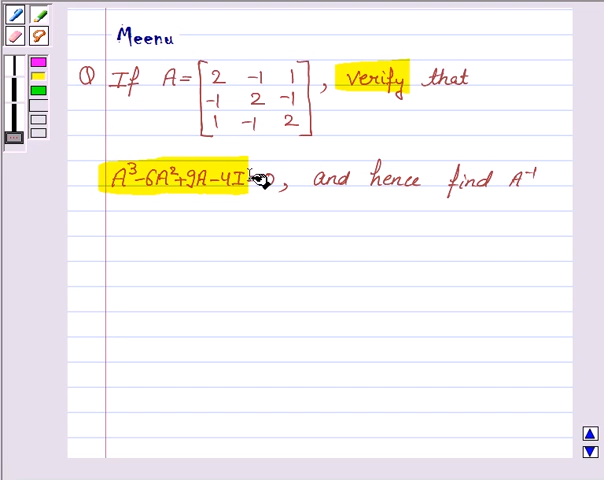 Meenu
Q If A = [2 -1 1
-1 2 -1
1 -1 2], verify that
A³-6A²+9A-4I =0, and hence find A⁻¹